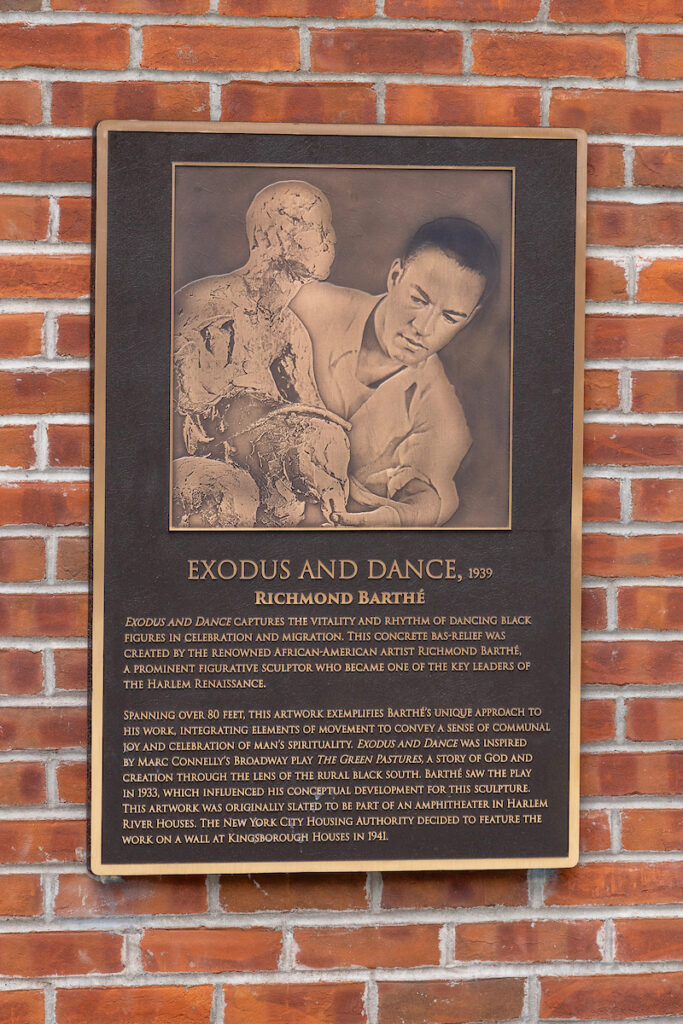 EXODUS AND DANCE, 1939
RICHMOND BARTHÉ
EXODUS AND DANCE CAPTURES THE VITALITY AND RHYTHM OF DANCING BLACK
FIGURES IN CELEBRATION AND MIGRATION. THIS CONCRETE BAS-RELIEF WAS
CREATED BY THE RENOWNED AFRICAN-AMERICAN ARTIST RICHMOND BARTHÉ,
A PROMINENT FIGURATIVE SCULPTOR WHO BECAME ONE OF THE KEY LEADERS OF
THE HARLEM RENAISSANCE.
SPANNING OVER 80 FEET, THIS ARTWORK EXEMPLIFIES BARTHÉ'S UNIQUE APPROACH TO
HIS WORK, INTEGRATING ELEMENTS OF MOVEMENT TO CONVEY A SENSE OF COMMUNAL
JOY AND CELEBRATION OF MAN'S SPIRITUALITY. EXODUS AND DANCE WAS INSPIRED
BY MARC CONNELLY'S BROADWAY PLAY THE GREEN PASTURES, A STORY OF GOD AND
CREATION THROUGH THE LENS OF THE RURAL BLACK SOUTH. BARTHÉ SAW THE PLAY
IN 1933, WHICH INFLUENCED HIS CONCEPTUAL DEVELOPMENT FOR THIS SCULPTURE.
THIS ARTWORK WAS ORIGINALLY SLATED TO BE PART OF AN AMPHITHEATER IN HARLEM
RIVER HOUSES. THE NEW YORK CITY HOUSING AUTHORITY DECIDED TO FEATURE THE
WORK ON A WALL AT KINGSBOROUGH HOUSES IN 1941.